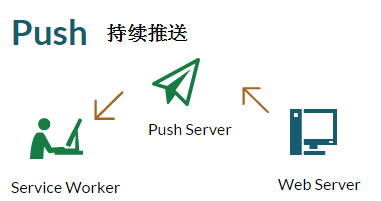 Push 持续推送
Push Server
Service Worker
Web Server